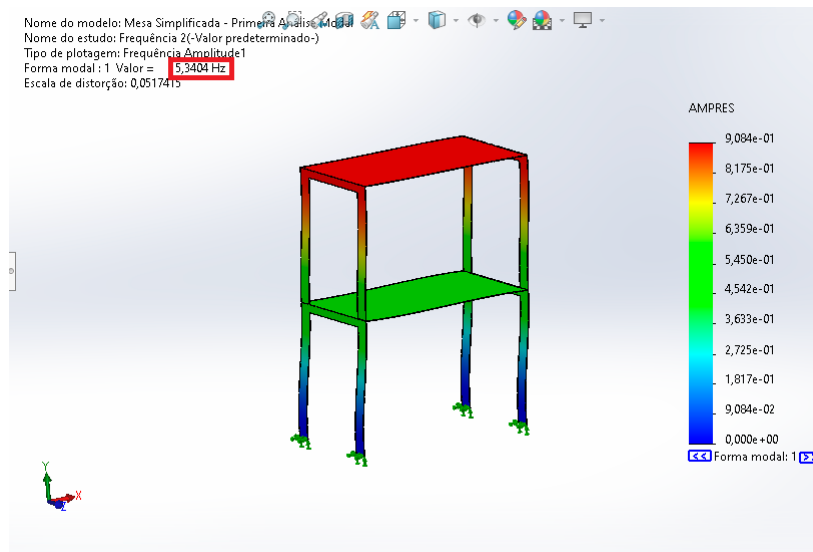 Nome do modelo: Mesa Simplificada - Primeira Análise Modal
Nome do estudo: Frequência 2(-Valor predeterminado-)
Tipo de plotagem: Frequência Amplitude1
Forma modal : 1 Valor = 5,3404 Hz
Escala de distorção: 0,0517415
AMPRES
9,084e-01
8,175e-01
7,267e-01
6,359e-01
5,450e-01
4,542e-01
3,633e-01
2,725e-01
1,817e-01
9,084e-02
0,000e+00
<< Forma modal: 1 >
Y
X
Z